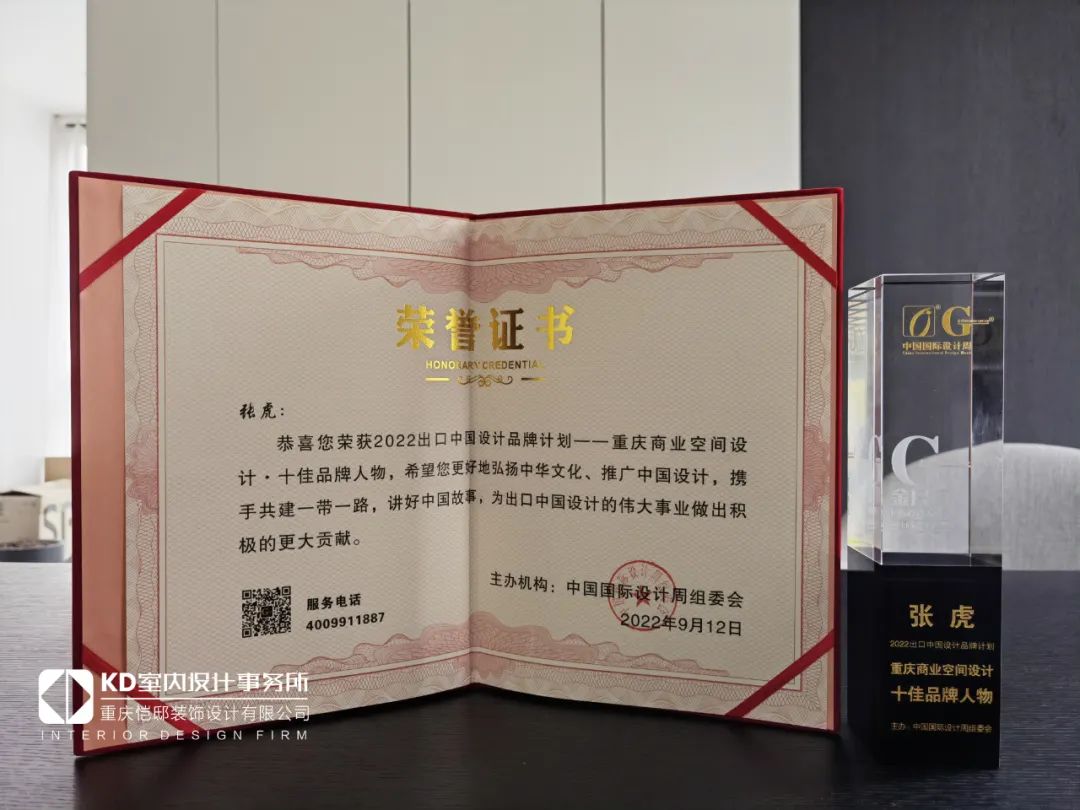 荣誉证书
HONORARY CREDENTIAL
张虎：
恭喜您荣获2022出口中国设计品牌计划——重庆商业空间设
计·十佳品牌人物，希望您更好地弘扬中华文化、推广中国设计，携
手共建一带一路，讲好中国故事，为出口中国设计的伟大事业做出积
极的更大贡献。
服务电话
4009911887
主办机构：中国国际设计周组委会
2022年9月12日
G
中国国际设计周
China International Design Week
张虎
2022出口中国设计品牌计划
重庆商业空间设计
十佳品牌人物
主办：中国国际设计周组委会
KD室内设计事务所
重庆恺邸装饰设计有限公司
INTERIOR DESIGN FIRM